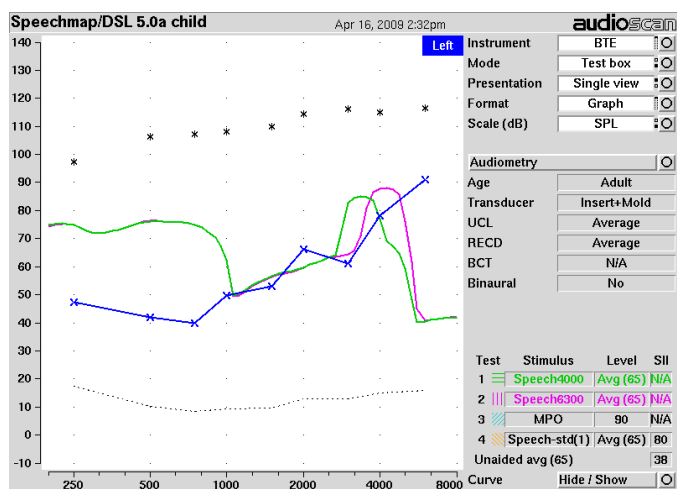 Speechmap/DSL 5.0a child Apr 16, 2009 2:32pm audioscan
Left
140
130
120
110
100
90
80
70
60
50
40
30
20
10
0
-10
250 500 1000 2000 4000 8000
Instrument BTE
Mode Test box
Presentation Single view
Format Graph
Scale (dB) SPL
Audiometry
Age Adult
Transducer Insert+Mold
UCL Average
RECD Average
BCT N/A
Binaural No
Test Stimulus Level SII
1 Speech4000 Avg (65) N/A
2 Speech6300 Avg (65) N/A
3 MPO 90 N/A
4 Speech-std(1) Avg (65) 80
Unaided avg (65) 38
Curve Hide / Show